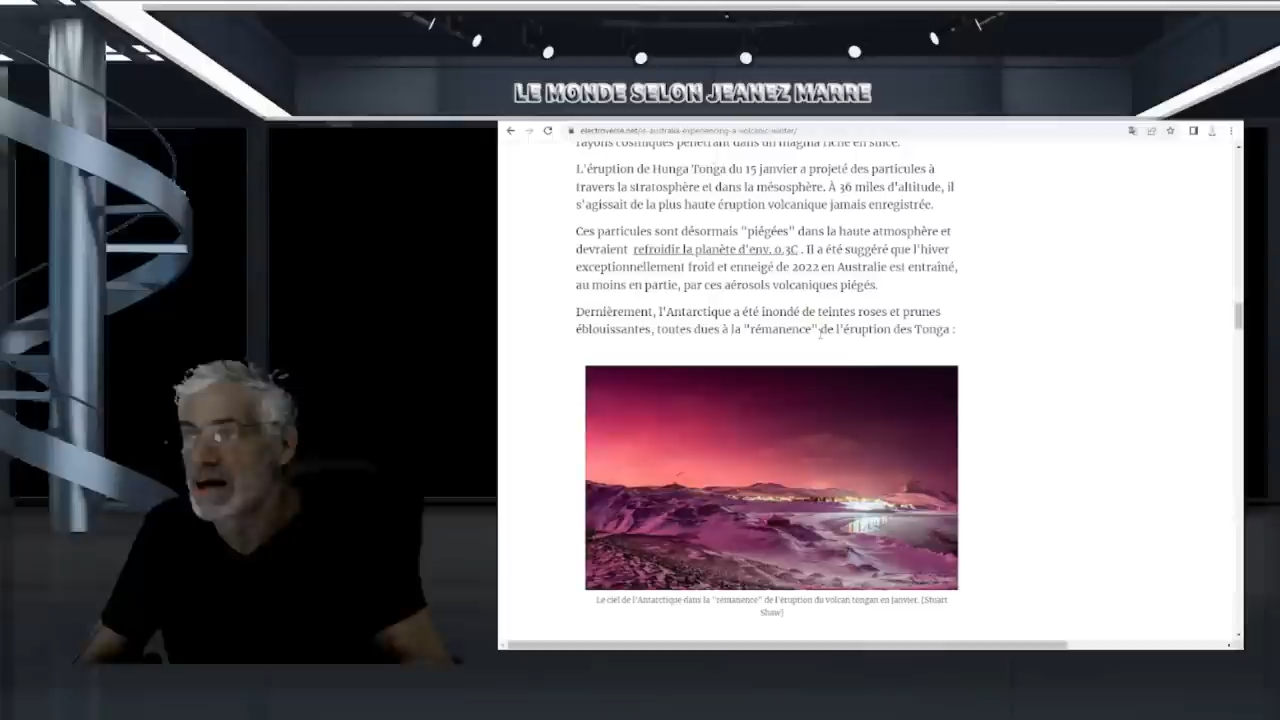 LE MONDE SELON JEANEZ MARRE
electroverse.net/is-australia-experiencing-a-volcanic-winter/
rayons cosmiques pénétrant dans un magma riche en silice.
L'éruption de Hunga Tonga du 15 janvier a projeté des particules à
travers la stratosphère et dans la mésosphère. À 36 miles d'altitude, il
s'agissait de la plus haute éruption volcanique jamais enregistrée.
Ces particules sont désormais "piégées" dans la haute atmosphère et
devraient refroidir la planète d'env. 0.3C . Il a été suggéré que l'hiver
exceptionnellement froid et enneigé de 2022 en Australie est entraîné,
au moins en partie, par ces aérosols volcaniques piégés.
Dernièrement, l'Antarctique a été inondé de teintes roses et prunes
éblouissantes, toutes dues à la "rémanence" de l'éruption des Tonga :
Le ciel de l'Antarctique dans la "rémanence" de l'éruption du volcan tongan en janvier. [Stuart
Shaw]